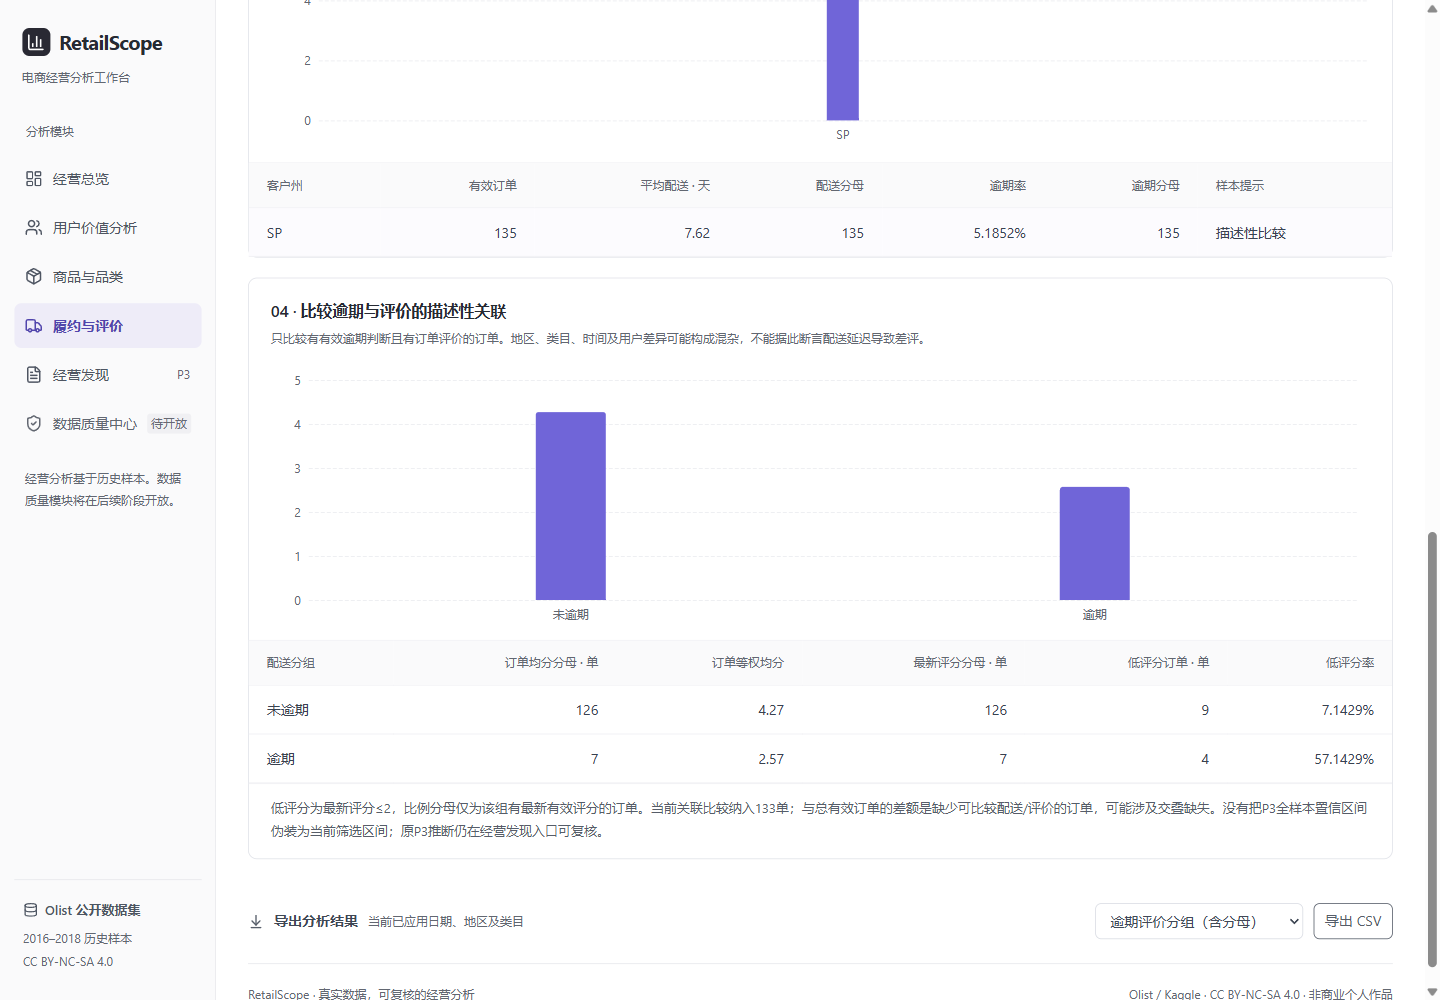 RetailScope
电商经营分析工作台
分析模块
经营总览
用户价值分析
商品与品类
履约与评价
经营发现 P3
数据质量中心 待开放
经营分析基于历史样本。数据
质量模块将在后续阶段开放。
Olist 公开数据集
2016–2018 历史样本
CC BY-NC-SA 4.0
4
2
0
SP
客户州 有效订单 平均配送 · 天 配送分母 逾期率 逾期分母 样本提示
SP 135 7.62 135 5.1852% 135 描述性比较
04 · 比较逾期与评价的描述性关联
只比较有有效逾期判断且有订单评价的订单。地区、类目、时间及用户差异可能构成混杂，不能据此断言配送延迟导致差评。
5
4
3
2
1
0
未逾期 逾期
配送分组 订单均分分母 · 单 订单等权均分 最新评分分母 · 单 低评分订单 · 单 低评分率
未逾期 126 4.27 126 9 7.1429%
逾期 7 2.57 7 4 57.1429%
低评分为最新评分≤2，比例分母仅为该组有最新有效评分的订单。当前关联比较纳入133单；与总有效订单的差额是缺少可比较配送/评价的订单，可能涉及交叠缺失。没有把P3全样本置信区间
伪装为当前筛选区间；原P3推断仍在经营发现入口可复核。
导出分析结果 当前已应用日期、地区及类目
逾期评价分组（含分母） 导出 CSV
RetailScope · 真实数据，可复核的经营分析 Olist / Kaggle · CC BY-NC-SA 4.0 · 非商业个人作品